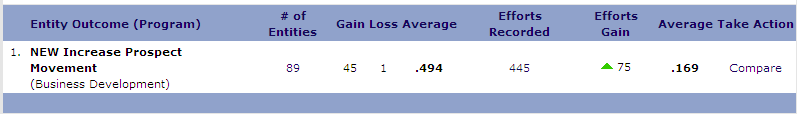 Entity Outcome (Program) # of Entities Gain Loss Average Efforts Recorded Efforts Gain Average Take Action
1. NEW Increase Prospect Movement (Business Development) 89 45 1 .494 445 75 .169 Compare